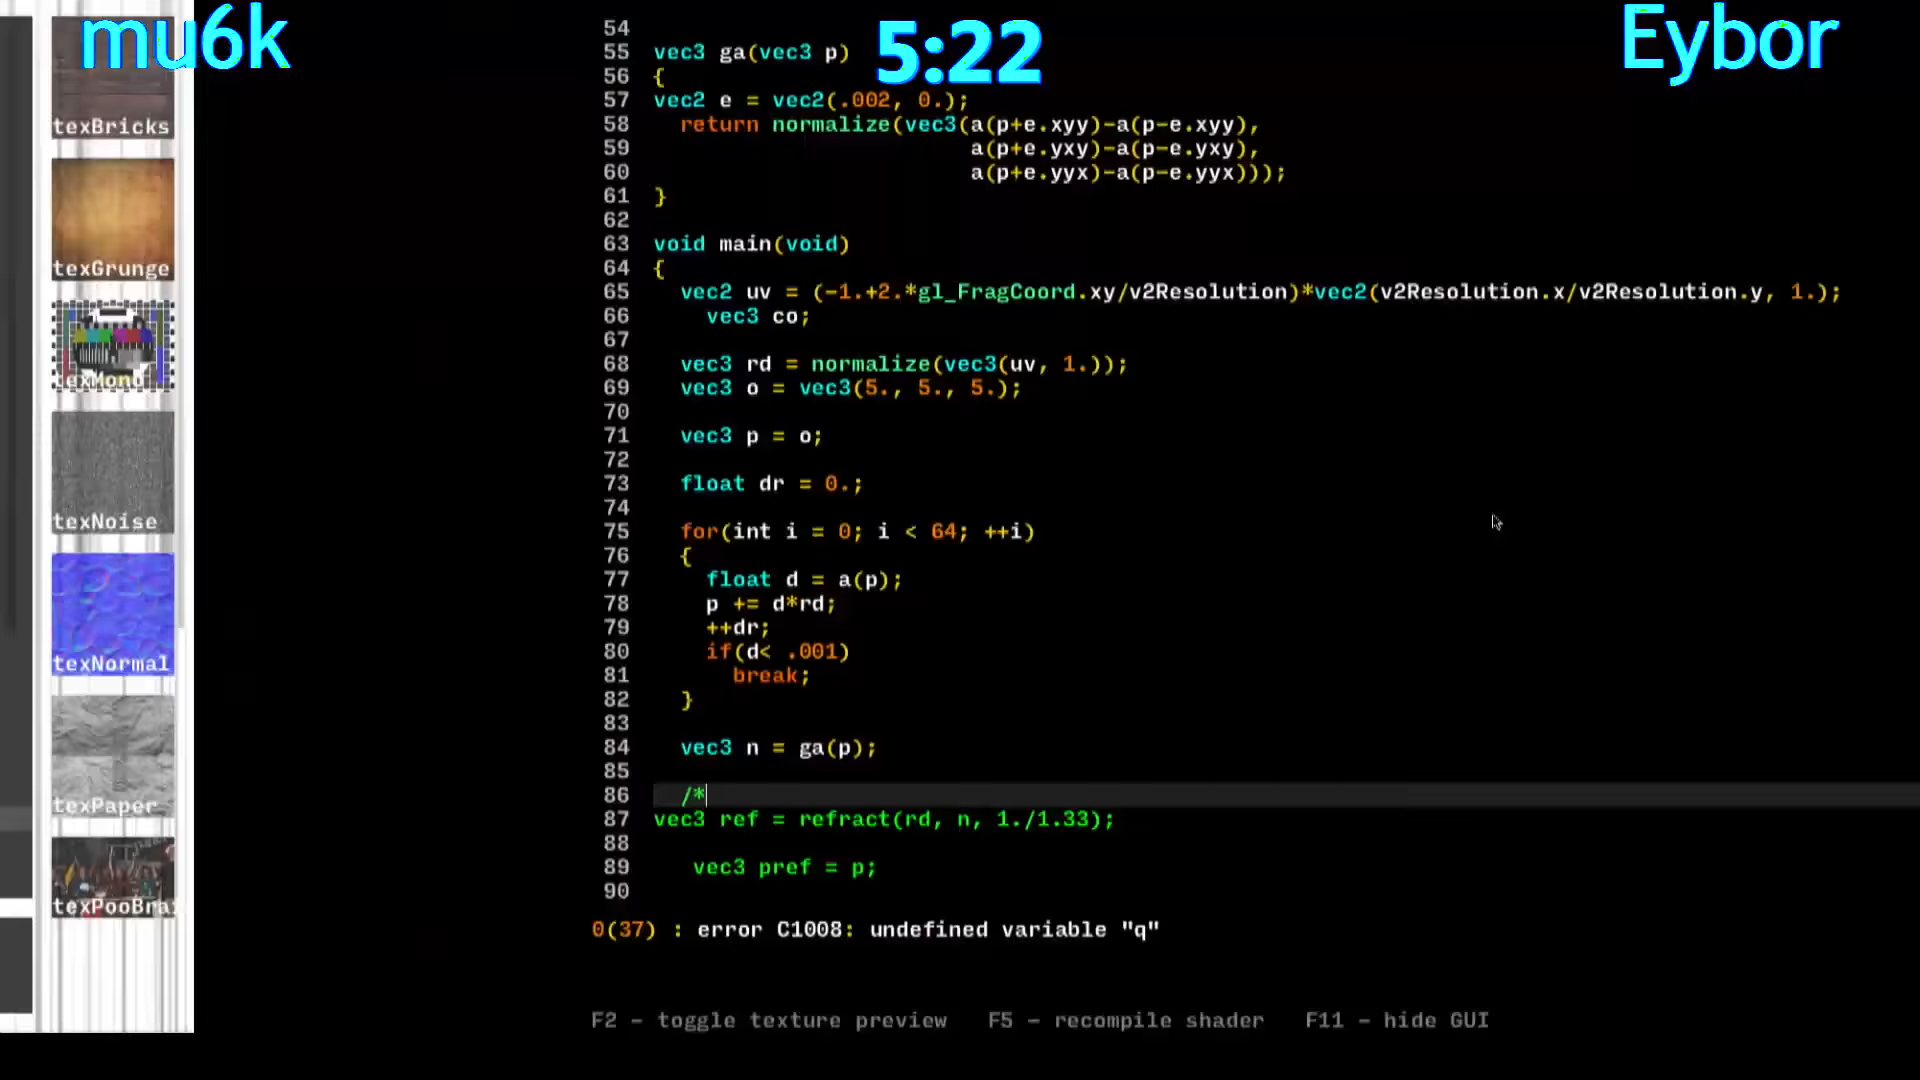 mu6k
5:22
Eybor
texBricks
texGrunge
texMono
texNoise
texNormal
texPaper
texPooBra
54
55 vec3 ga(vec3 p)
56 {
57 vec2 e = vec2(.002, 0.);
58 return normalize(vec3(a(p+e.xyy)-a(p-e.xyy),
59 a(p+e.yxy)-a(p-e.yxy),
60 a(p+e.yyx)-a(p-e.yyx)));
61 }
62
63 void main(void)
64 {
65 vec2 uv = (-1.+2.*gl_FragCoord.xy/v2Resolution)*vec2(v2Resolution.x/v2Resolution.y, 1.);
66 vec3 co;
67
68 vec3 rd = normalize(vec3(uv, 1.));
69 vec3 o = vec3(5., 5., 5.);
70
71 vec3 p = o;
72
73 float dr = 0.;
74
75 for(int i = 0; i < 64; ++i)
76 {
77 float d = a(p);
78 p += d*rd;
79 ++dr;
80 if(d< .001)
81 break;
82 }
83
84 vec3 n = ga(p);
85
86 /*
87 vec3 ref = refract(rd, n, 1./1.33);
88
89 vec3 pref = p;
90
0(37) : error C1008: undefined variable "q"
F2 - toggle texture preview F5 - recompile shader F11 - hide GUI